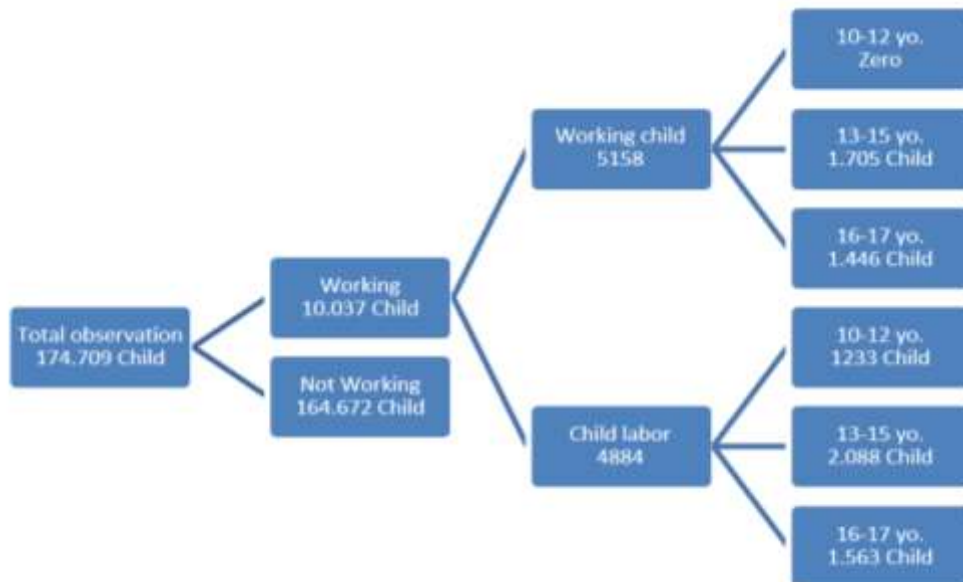 Total observation
174.709 Child
Working
10.037 Child
Not Working
164.672 Child
Working child
5158
Child labor
4884
10-12 yo.
Zero
13-15 yo.
1.705 Child
16-17 yo.
1.446 Child
10-12 yo.
1233 Child
13-15 yo.
2.088 Child
16-17 yo.
1.563 Child